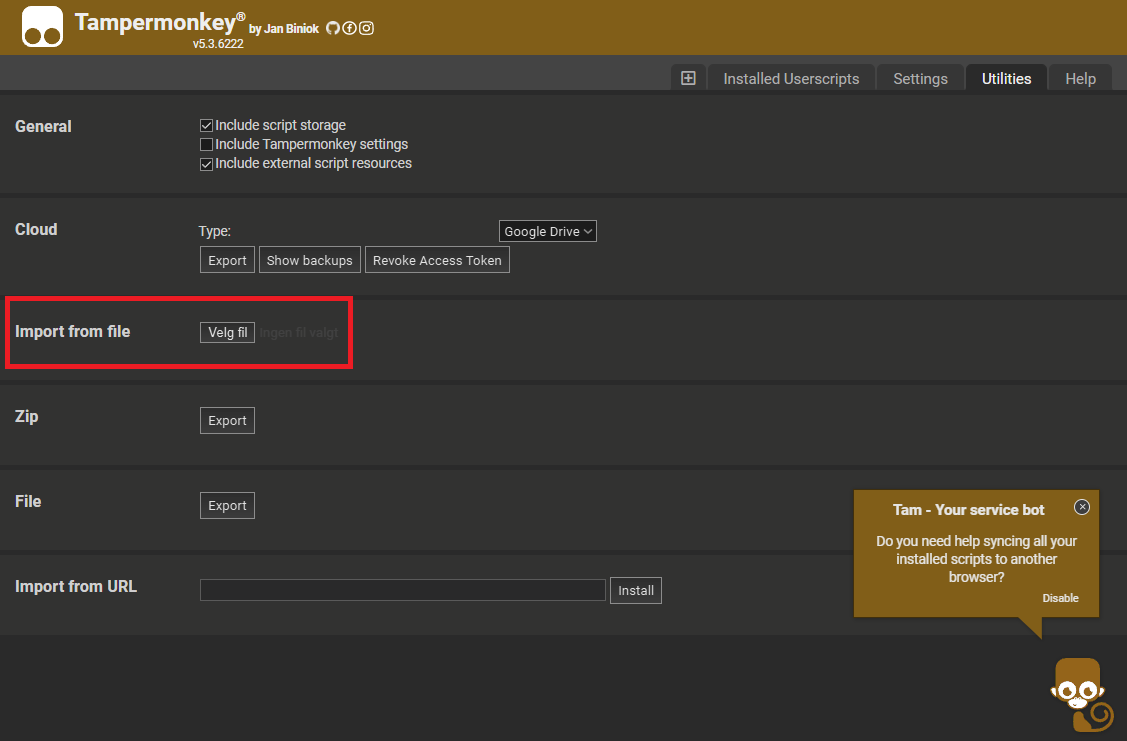 Tampermonkey® by Jan Biniok
v5.3.6222
Installed Userscripts Settings Utilities Help
General
Include script storage
Include Tampermonkey settings
Include external script resources
Cloud
Type: Google Drive
Export Show backups Revoke Access Token
Import from file Velg fil Ingen fil valgt
Zip Export
File Export
Import from URL Install
Tam - Your service bot
Do you need help syncing all your
installed scripts to another
browser?
Disable